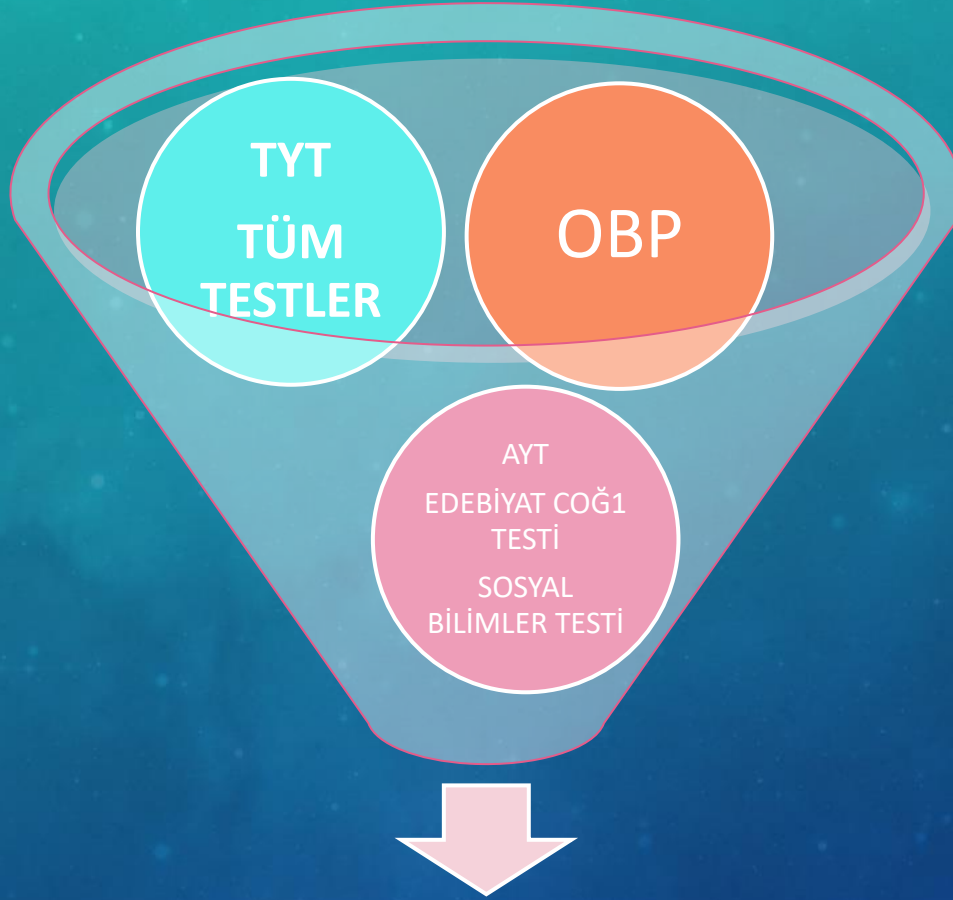 TYT
TÜM
TESTLER
OBP
AYT
EDEBİYAT COĞ1
TESTİ
SOSYAL
BİLİMLER TESTİ